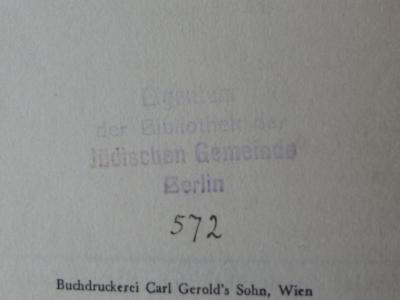 Eigentum
der Bibliothek der
Jüdischen Gemeinde
Berlin
572
Buchdruckerei Carl Gerold's Sohn, Wien